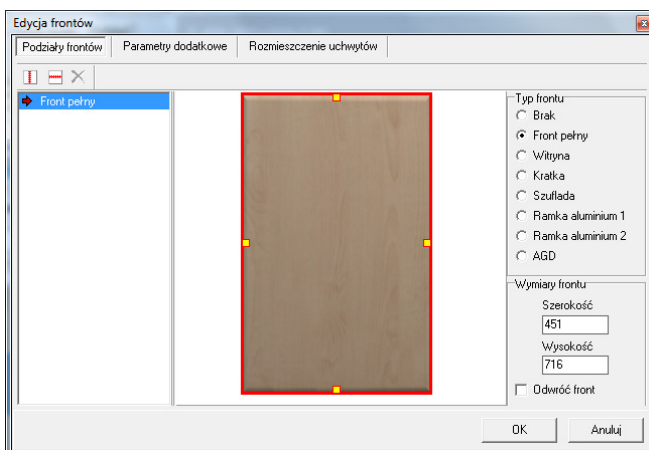 Edycja frontów
Podziały frontów Parametry dodatkowe Rozmieszczenie uchwytów
Front pełny
Typ frontu
Brak
Front pełny
Witryna
Kratka
Szuflada
Ramka aluminium 1
Ramka aluminium 2
AGD
Wymiary frontu
Szerokość
451
Wysokość
716
Odwróć front
OK Anuluj